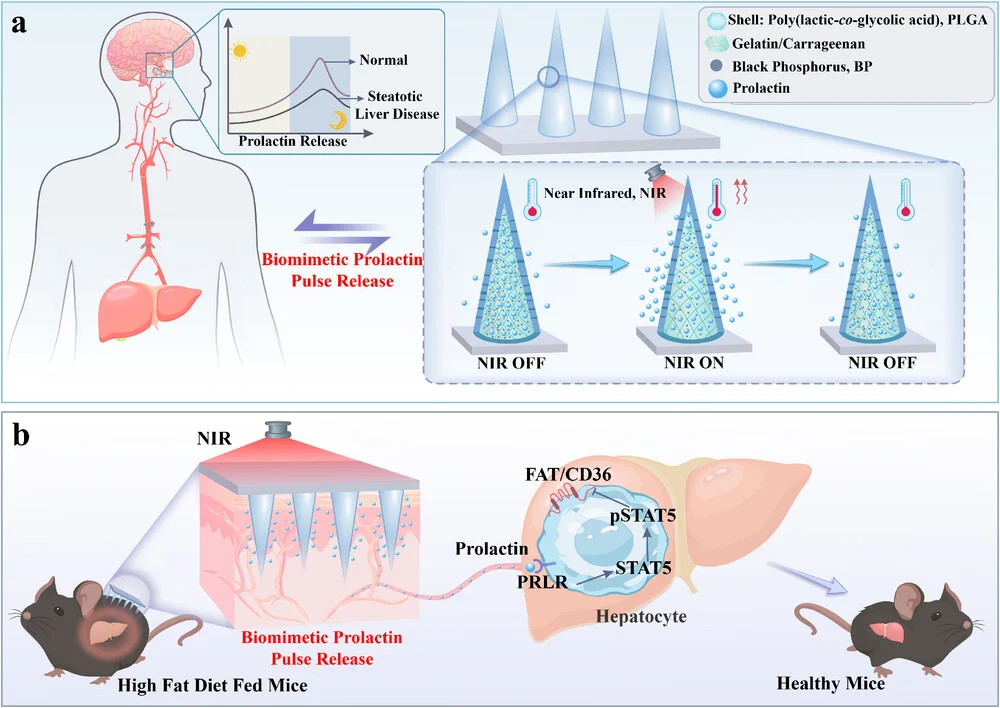 a
Normal
Steatotic
Liver Disease
Prolactin Release
Shell: Poly(lactic-co-glycolic acid), PLGA
Gelatin/Carrageenan
Black Phosphorus, BP
Prolactin
Near Infrared, NIR
Biomimetic Prolactin
Pulse Release
NIR OFF
NIR ON
NIR OFF
b
NIR
FAT/CD36
pSTAT5
Prolactin
PRLR
STAT5
Hepatocyte
Biomimetic Prolactin
Pulse Release
High Fat Diet Fed Mice
Healthy Mice